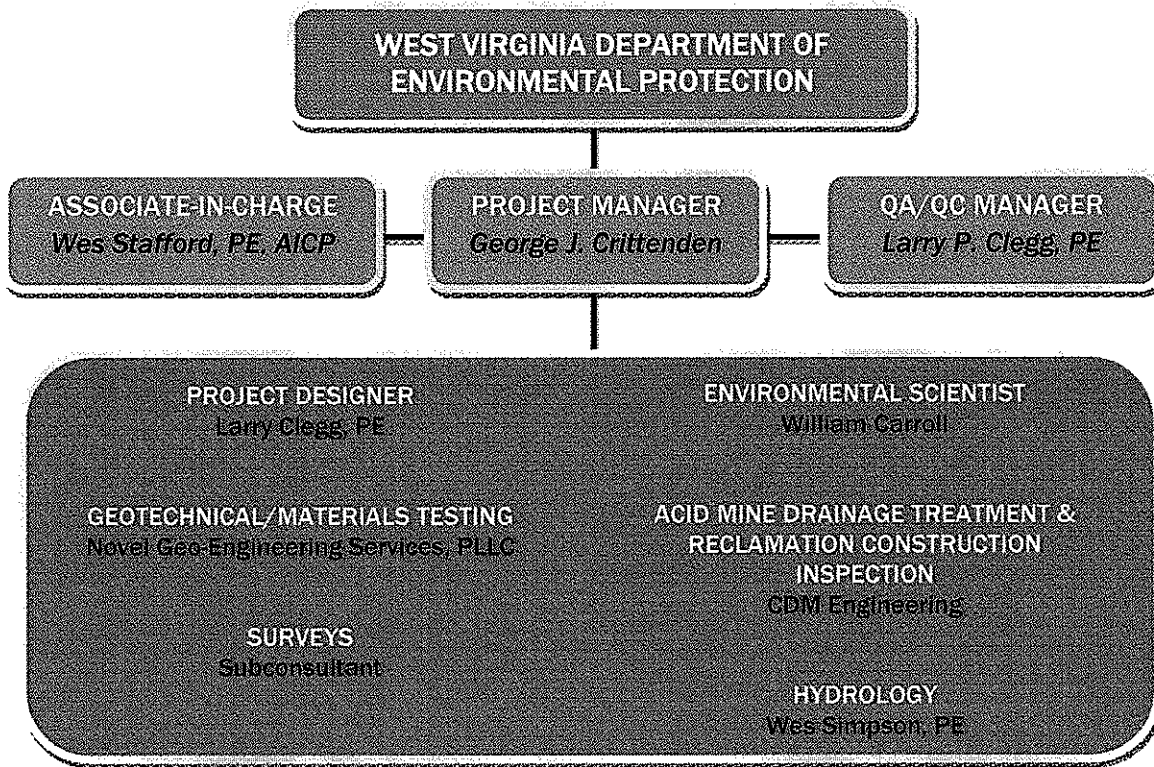 WEST VIRGINIA DEPARTMENT OF
ENVIRONMENTAL PROTECTION
ASSOCIATE-IN-CHARGE
Wes Stafford, PE, AICP
PROJECT MANAGER
George J. Crittenden
QA/QC MANAGER
Larry P. Clegg, PE
PROJECT DESIGNER
Larry Clegg, PE
GEOTECHNICAL/MATERIALS TESTING
Novel Geo-Engineering Services, PLLC
SURVEYS
Subconsultant
ENVIRONMENTAL SCIENTIST
William Carroll
ACID MINE DRAINAGE TREATMENT &
RECLAMATION CONSTRUCTION
INSPECTION
CDM Engineering
HYDROLOGY
Wes Simpson, PE